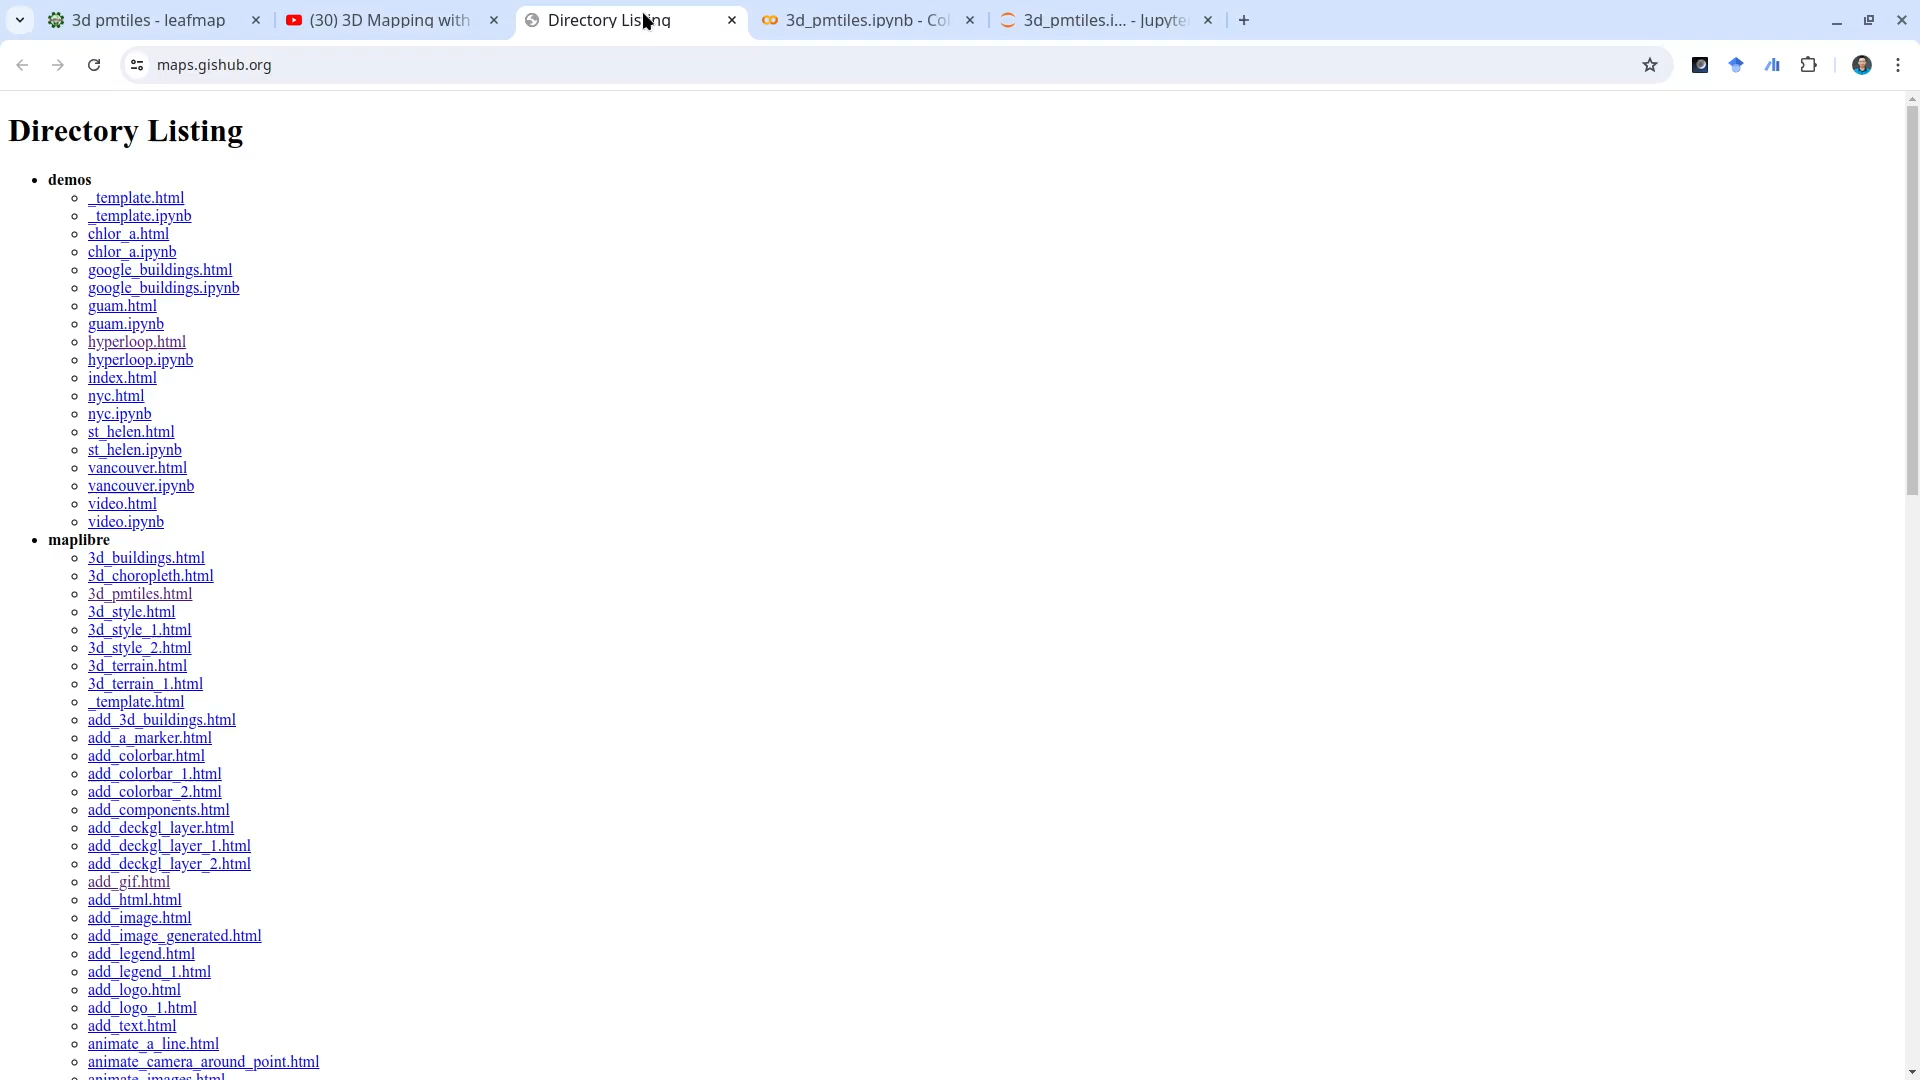 3d pmtiles - leafmap
(30) 3D Mapping with
Directory Listing
3d_pmtiles.ipynb - Col
3d_pmtiles.i... - Jupyte
maps.gishub.org
Directory Listing
demos
_template.html
_template.ipynb
chlor_a.html
chlor_a.ipynb
google_buildings.html
google_buildings.ipynb
guam.html
guam.ipynb
hyperloop.html
hyperloop.ipynb
index.html
nyc.html
nyc.ipynb
st_helen.html
st_helen.ipynb
vancouver.html
vancouver.ipynb
video.html
video.ipynb
maplibre
3d_buildings.html
3d_choropleth.html
3d_pmtiles.html
3d_style.html
3d_style_1.html
3d_style_2.html
3d_terrain.html
3d_terrain_1.html
_template.html
add_3d_buildings.html
add_a_marker.html
add_colorbar.html
add_colorbar_1.html
add_colorbar_2.html
add_components.html
add_deckgl_layer.html
add_deckgl_layer_1.html
add_deckgl_layer_2.html
add_gif.html
add_html.html
add_image.html
add_image_generated.html
add_legend.html
add_legend_1.html
add_logo.html
add_logo_1.html
add_text.html
animate_a_line.html
animate_camera_around_point.html
animate_images.html